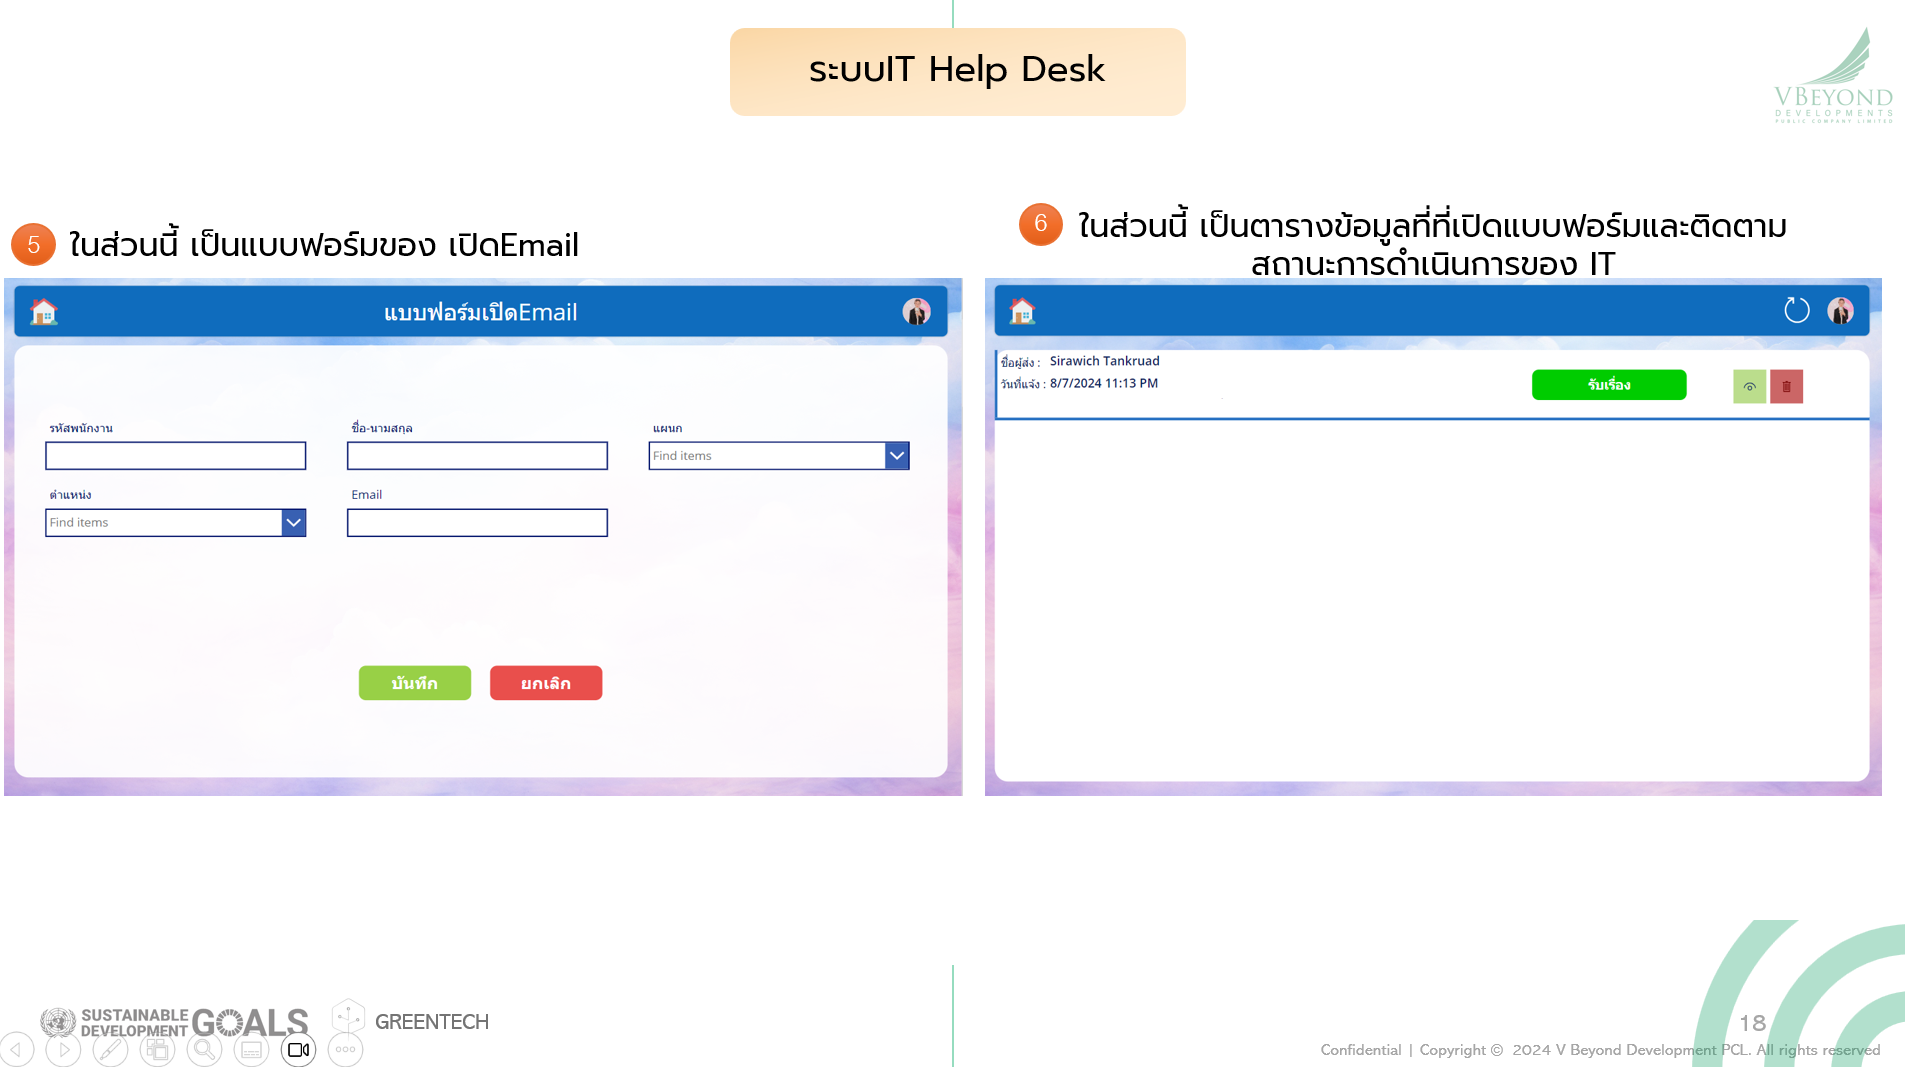 ระบบIT Help Desk
VBEYOND
DEVELOPMENTS
PUBLIC COMPANY LIMITED
5 ในส่วนนี้ เป็นแบบฟอร์มของ เปิดEmail
แบบฟอร์มเปิดEmail
รหัสพนักงาน ชื่อ-นามสกุล แผนก
Find items
ตำแหน่ง Email
Find items
บันทึก ยกเลิก
6 ในส่วนนี้ เป็นตารางข้อมูลที่ที่เปิดแบบฟอร์มและติดตาม
สถานะการดำเนินการของ IT
ชื่อผู้ส่ง : Sirawich Tankruad
วันที่แจ้ง : 8/7/2024 11:13 PM
รับเรื่อง
SUSTAINABLE
DEVELOPMENT
GOALS
GREENTECH
18
Confidential | Copyright © 2024 V Beyond Development PCL. All rights reserved